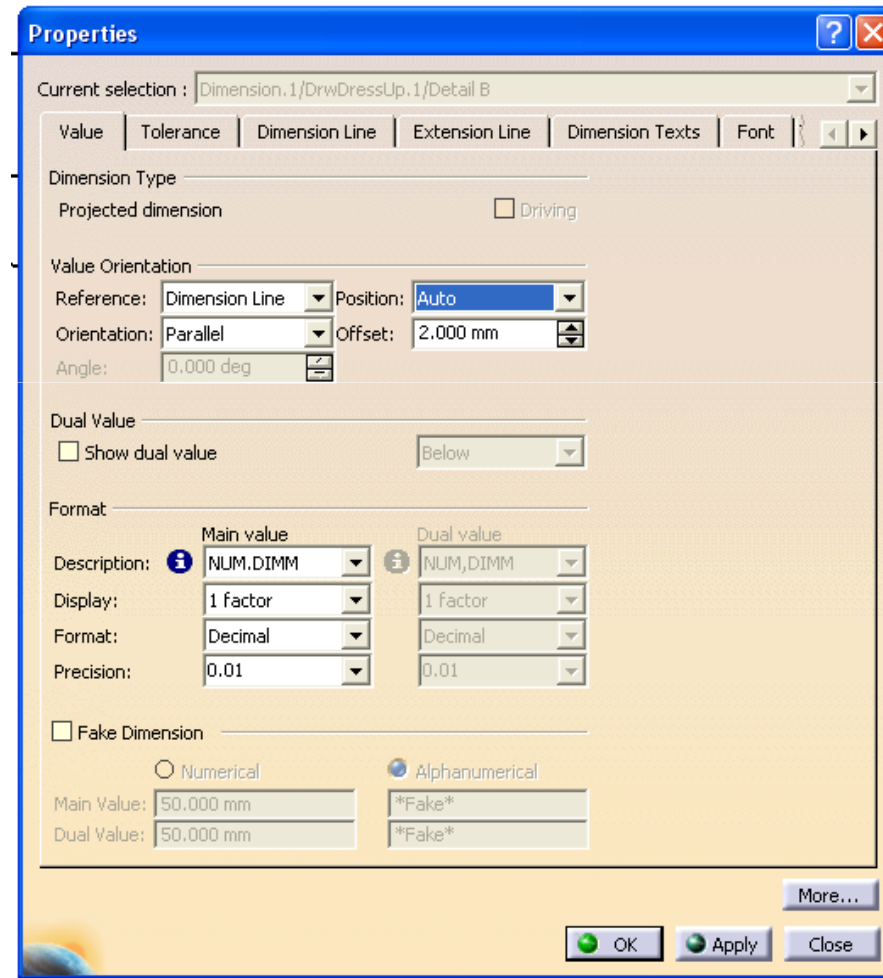 Properties
?
Current selection : Dimension.1/DrwDressUp.1/Detail B
Value Tolerance Dimension Line Extension Line Dimension Texts Font
Dimension Type
Projected dimension Driving
Value Orientation
Reference: Dimension Line Position: Auto
Orientation: Parallel Offset: 2.000 mm
Angle: 0.000 deg
Dual Value
Show dual value Below
Format
Main value Dual value
Description: NUM.DIMM NUM,DIMM
Display: 1 factor 1 factor
Format: Decimal Decimal
Precision: 0.01 0.01
Fake Dimension
Numerical Alphanumerical
Main Value: 50.000 mm *Fake*
Dual Value: 50.000 mm *Fake*
More...
OK Apply Close